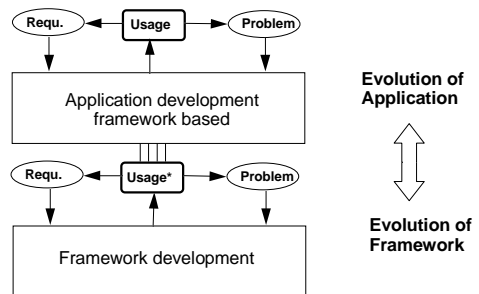 Requ.
Usage
Problem
Application development
framework based
Evolution of
Application
Requ.
Usage*
Problem
Framework development
Evolution of
Framework